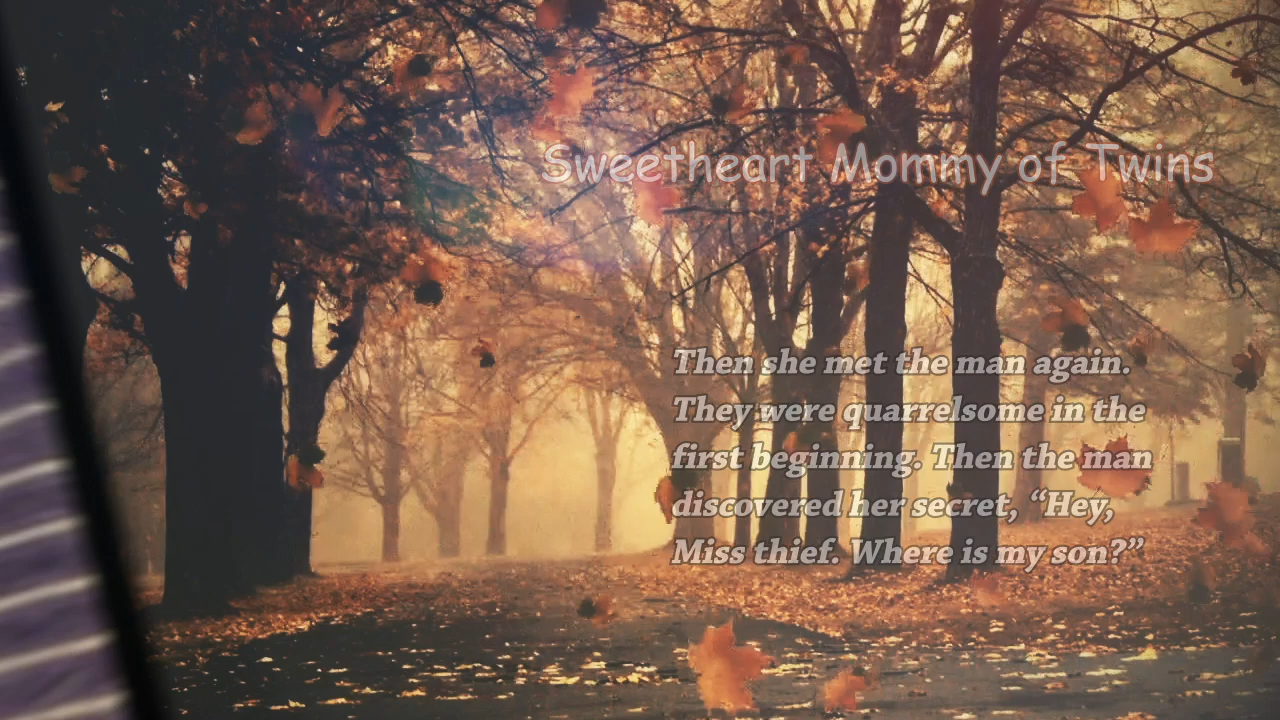 Sweetheart Mommy of Twins
Then she met the man again.
They were quarrelsome in the
first beginning. Then the man
discovered her secret, “Hey,
Miss thief. Where is my son?”